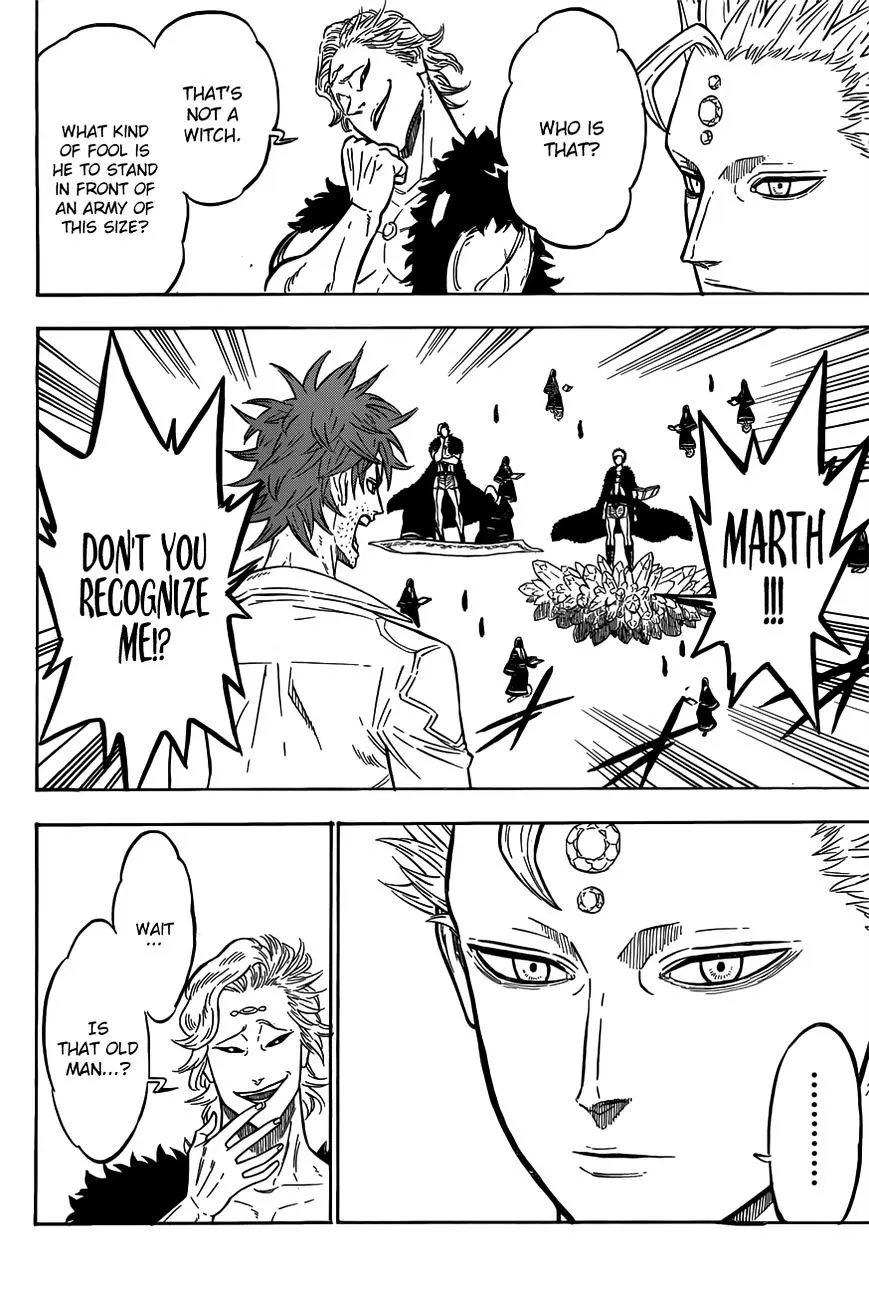 WHO IS
THAT?
THAT'S
NOT A
WITCH.
WHAT KIND
OF FOOL IS
HE TO STAND
IN FRONT OF
AN ARMY OF
THIS SIZE?
MARTH
!!!
DON'T YOU
RECOGNIZE
ME!?
..........
WAIT
...
IS
THAT OLD
MAN...?